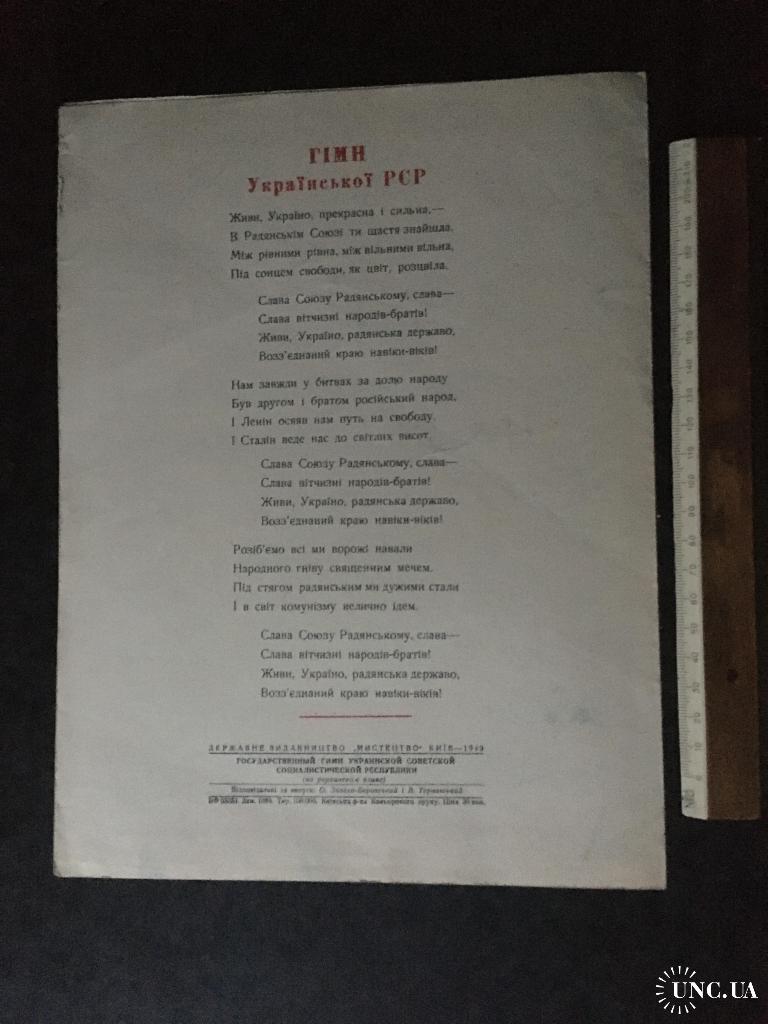 ГІМН
Української РСР
Живи, Україно, прекрасна і сильна,—
В Радянськім Союзі ти щастя знайшла.
Між рівними рівна, між вільними вільна,
Під сонцем свободи, як цвіт, розцвіла.
Слава Союзу Радянському, слава—
Слава вітчизні народів-братів!
Живи, Україно, радянська державо,
Возз'єднаний краю навіки-віків!
Нам завжди у битвах за долю народу
Був другом і братом російський народ,
І Ленін осяяв нам путь на свободу,
І Сталін веде нас до світлих висот.
Слава Союзу Радянському, слава—
Слава вітчизні народів-братів!
Живи, Україно, радянська державо,
Возз'єднаний краю навіки-віків!
Розіб'ємо всі ми ворожі навали
Народного гніву священним мечем,
Під стягом радянським ми дужими стали
І в світ комунізму велично ідем.
Слава Союзу Радянському, слава—
Слава вітчизні народів-братів!
Живи, Україно, радянська державо,
Возз'єднаний краю навіки-віків!
ДЕРЖАВНЕ ВИДАВНИЦТВО „МИСТЕЦТВО" КИЇВ—1949
ГОСУДАРСТВЕННЫЙ ГИМН УКРАИНСКОЙ СОВЕТСКОЙ
СОЦИАЛИСТИЧЕСКОЙ РЕСПУБЛИКИ
(на украинском языке)
Відповідальні за випуск: О.
UNC.UA